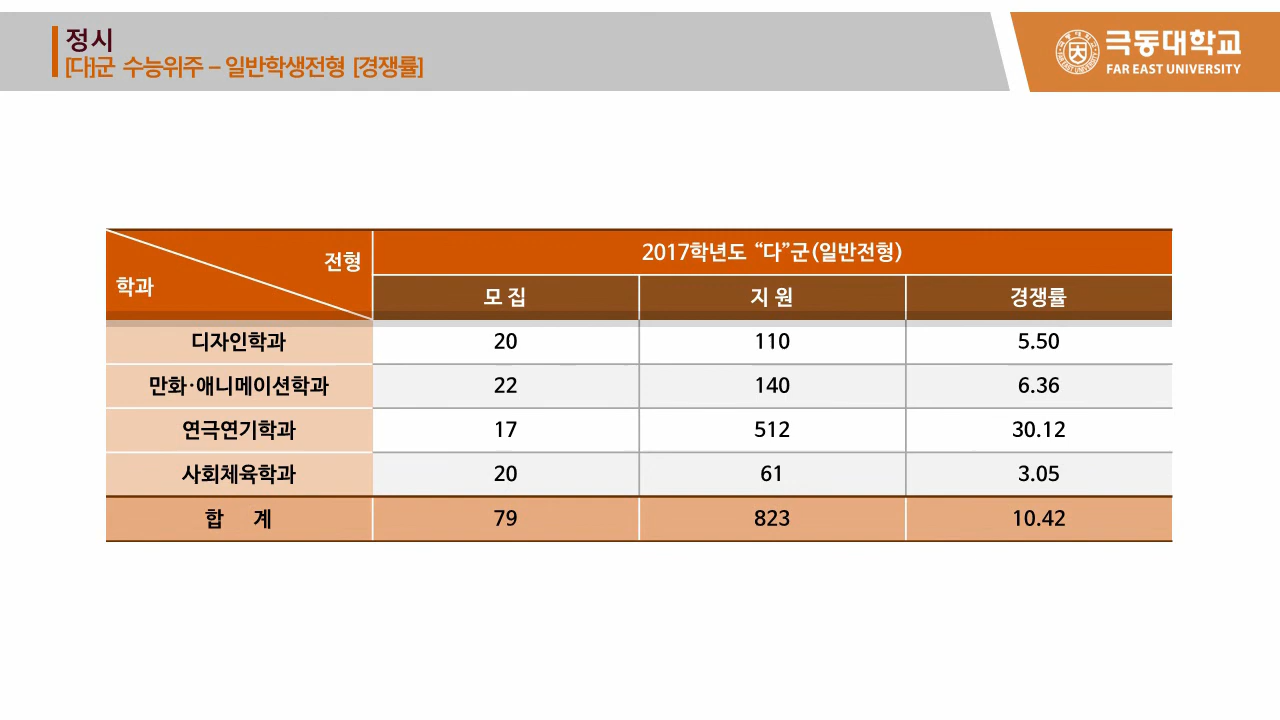 정시
[다]군 수능위주 – 일반학생전형 [경쟁률]
극동대학교
FAR EAST UNIVERSITY
전형
학과
2017학년도 “다”군(일반전형)
모 집 지 원 경쟁률
디자인학과 20 110 5.50
만화·애니메이션학과 22 140 6.36
연극연기학과 17 512 30.12
사회체육학과 20 61 3.05
합 계 79 823 10.42